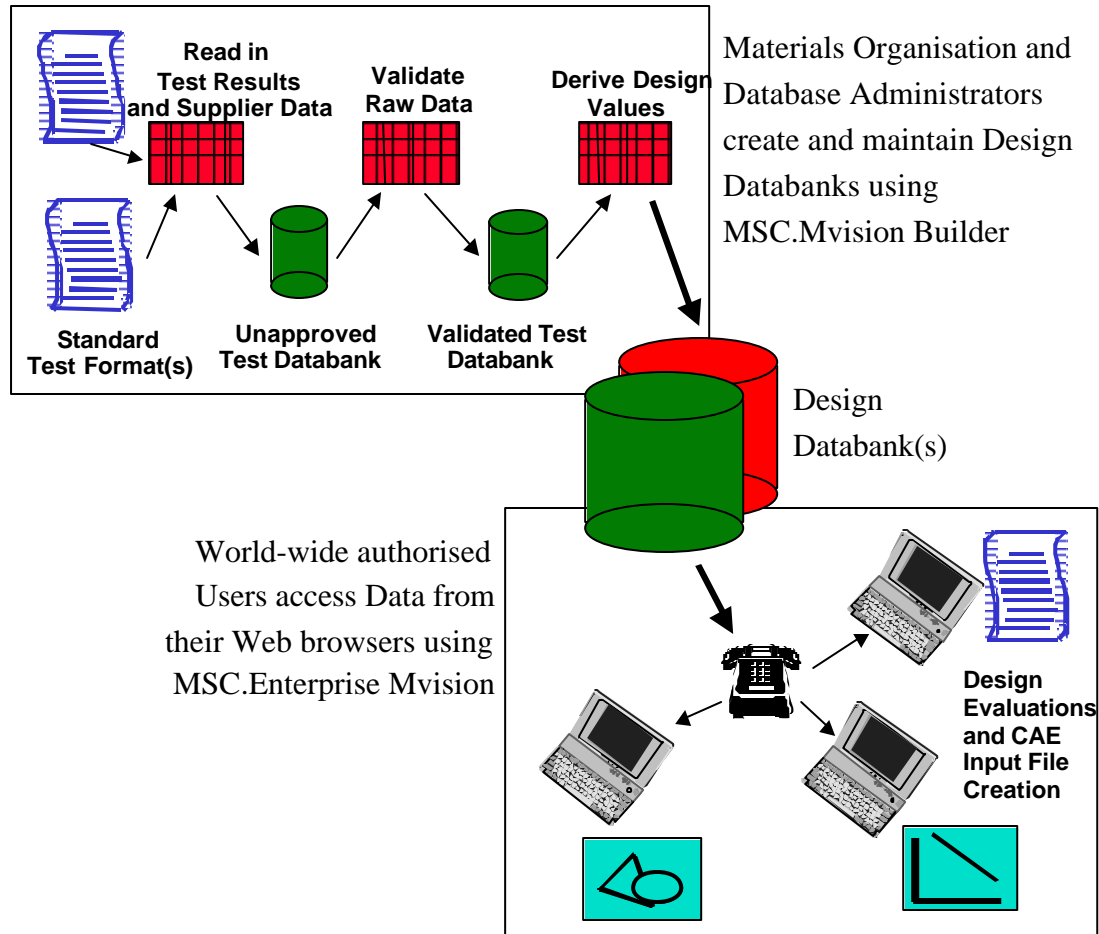 Read in
Test Results
and Supplier Data
Validate
Raw Data
Derive Design
Values
Materials Organisation and
Database Administrators
create and maintain Design
Databanks using
MSC.Mvision Builder
Standard
Test Format(s)
Unapproved
Test Databank
Validated Test
Databank
Design
Databank(s)
World-wide authorised
Users access Data from
their Web browsers using
MSC.Enterprise Mvision
Design
Evaluations
and CAE
Input File
Creation